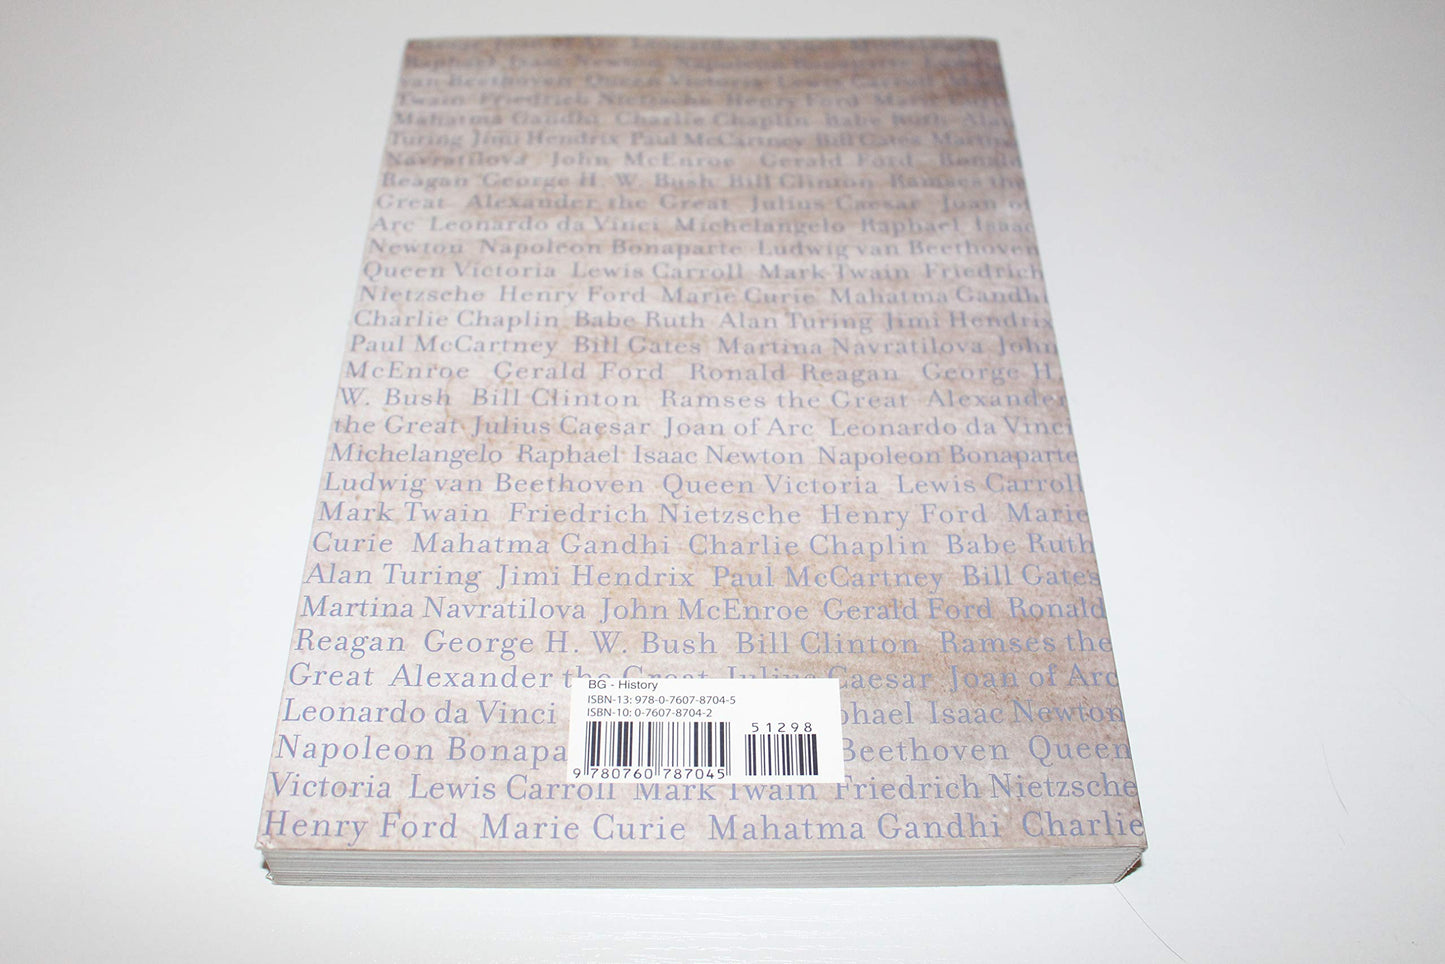 Raphael Isaac Newton Napoleon Bonaparte
van Beethoven Queen Victoria Lewis Carroll
Twain Friedrich Nietzsche Henry Ford Marie
Mahatma Gandhi Charlie Chaplin Babe Ruth Alan
Turing Jimi Hendrix Paul McCartney Bill Gates Martina
Navratilova John McEnroe Gerald Ford Ronald
Reagan George H. W. Bush Bill Clinton Ramses the
Great Alexander the Great Julius Caesar Joan of
Arc Leonardo da Vinci Michelangelo Raphael Isaac
Newton Napoleon Bonaparte Ludwig van Beethoven
Queen Victoria Lewis Carroll Mark Twain Friedrich
Nietzsche Henry Ford Marie Curie Mahatma Gandhi
Charlie Chaplin Babe Ruth Alan Turing Jimi Hendrix
Paul McCartney Bill Gates Martina Navratilova John
McEnroe Gerald Ford Ronald Reagan George H.
W. Bush Bill Clinton Ramses the Great Alexander
the Great Julius Caesar Joan of Arc Leonardo da Vinci
Michelangelo Raphael Isaac Newton Napoleon Bonaparte
Ludwig van Beethoven Queen Victoria Lewis Carroll
Mark Twain Friedrich Nietzsche Henry Ford Marie
Curie Mahatma Gandhi Charlie Chaplin Babe Ruth
Alan Turing Jimi Hendrix Paul McCartney Bill Gates
Martina Navratilova John McEnroe Gerald Ford Ronald
Reagan George H. W. Bush Bill Clinton Ramses the
Great Alexander the Great Julius Caesar Joan of Arc
BG - History
ISBN-13: 978-0-7607-8704-5
ISBN-10: 0-7607-8704-2
51298
9 780760 787045
Leonardo da Vinci phael Isaac Newton
Napoleon Bonapa Beethoven Queen
Victoria Lewis Carroll Mark Twain Friedrich Nietzsche
Henry Ford Marie Curie Mahatma Gandhi Charlie